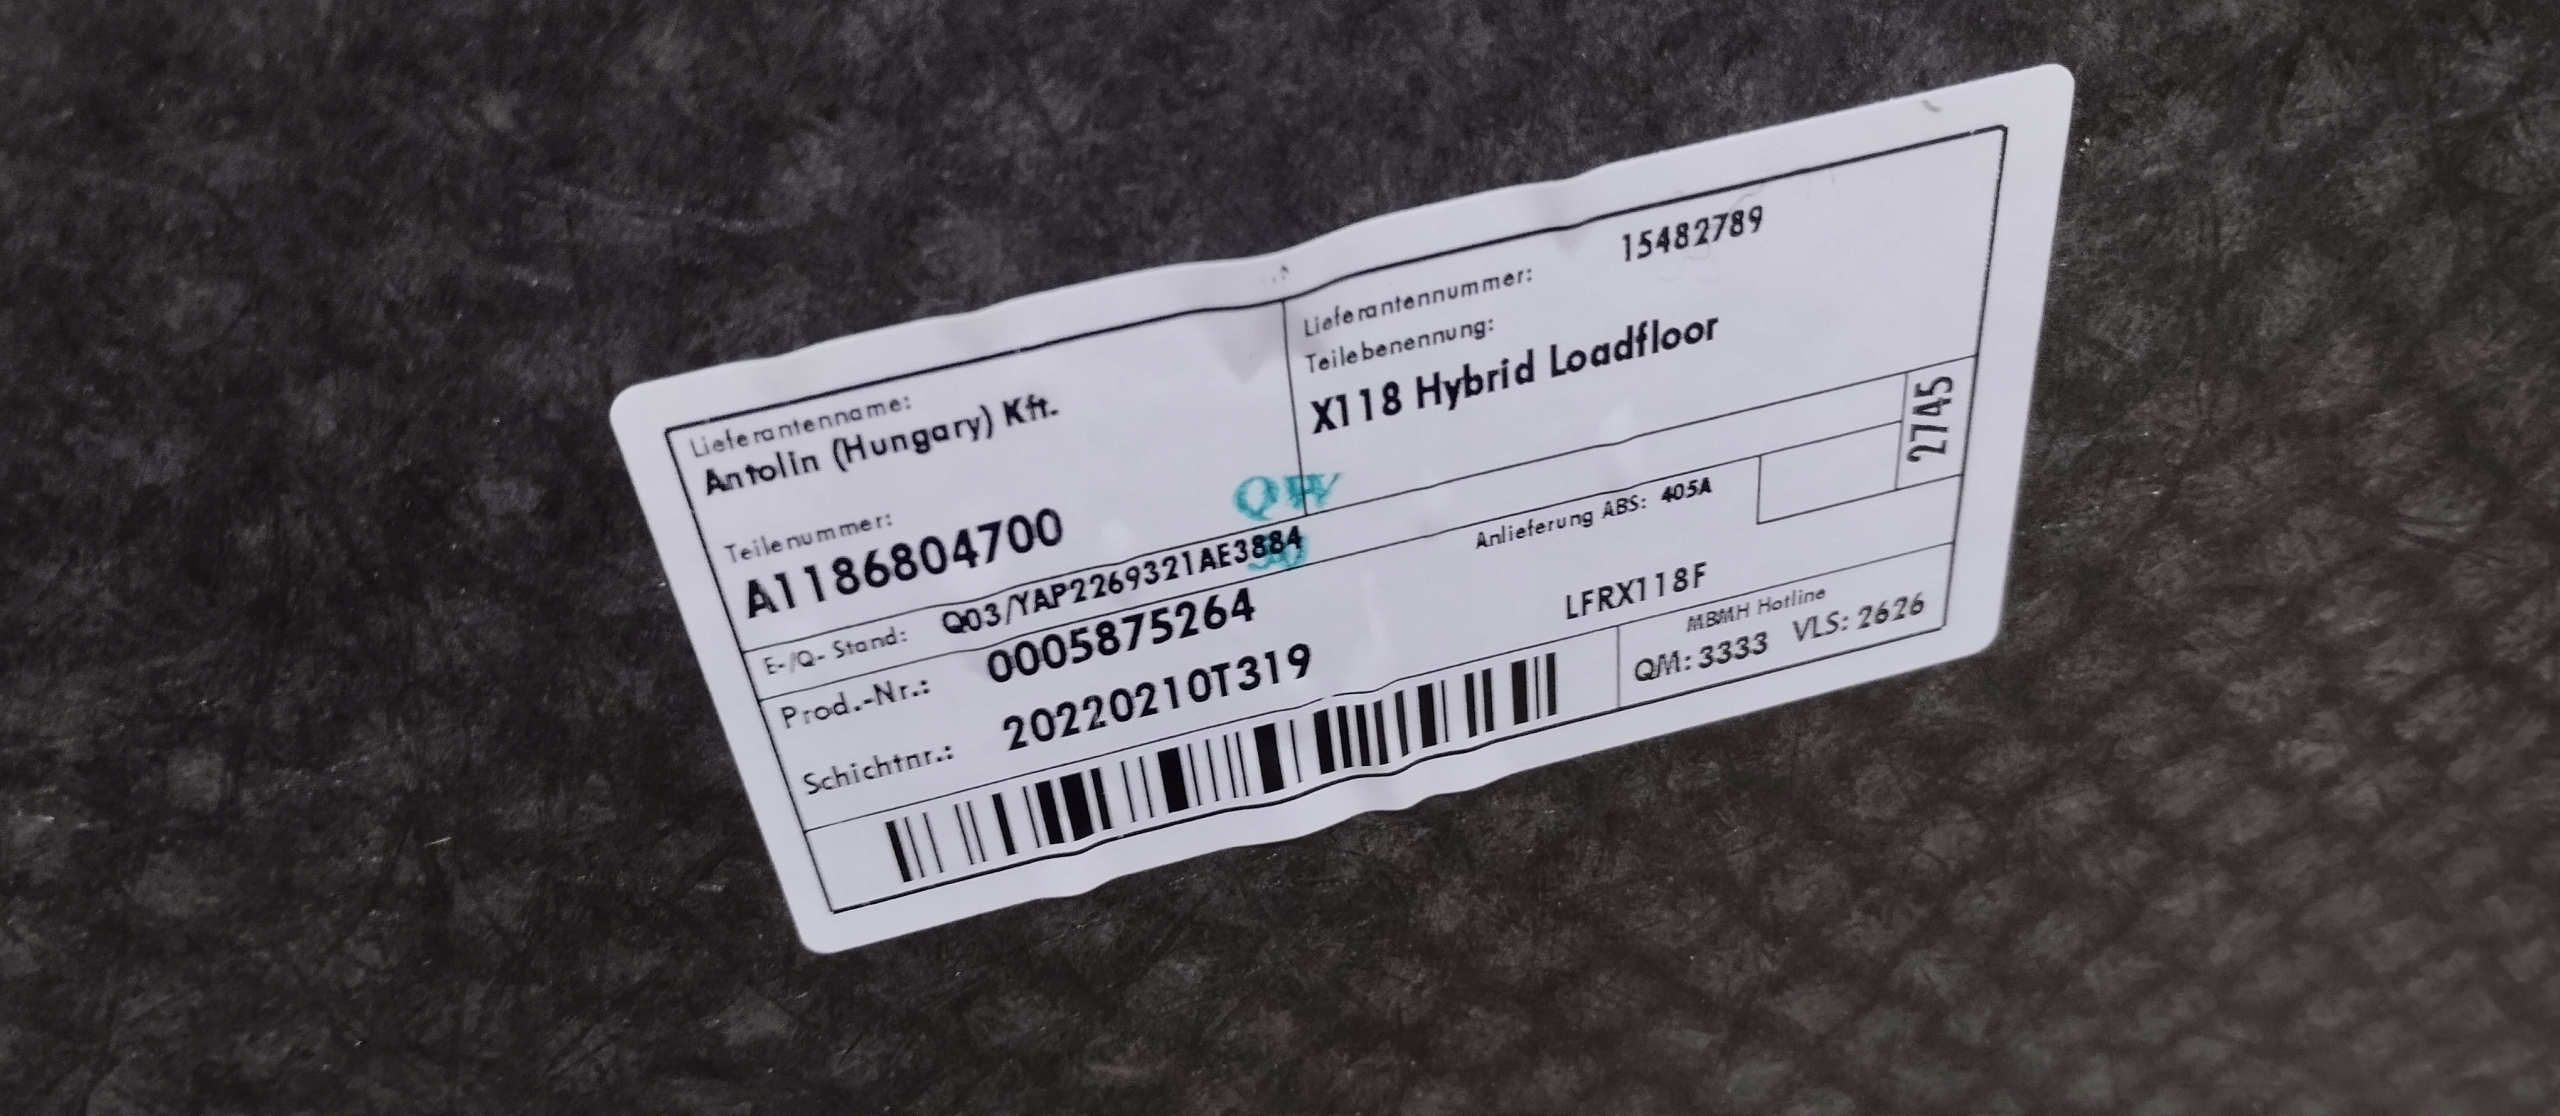 Lieferantenname:
Antolin (Hungary) Kft.
Lieferantennummer: 15482789
Teilebenennung:
X118 Hybrid Loadfloor
Teilenummer:
A1186804700
QW
30
E-/Q- Stand: Q03/YAP2269321AE3884
2745
Prod.-Nr.: 0005875264
Anlieferung ABS: 405A
Schichtnr.: 20220210T319
LFRX118F
MBMH Hotline
QM: 3333 VLS: 2626